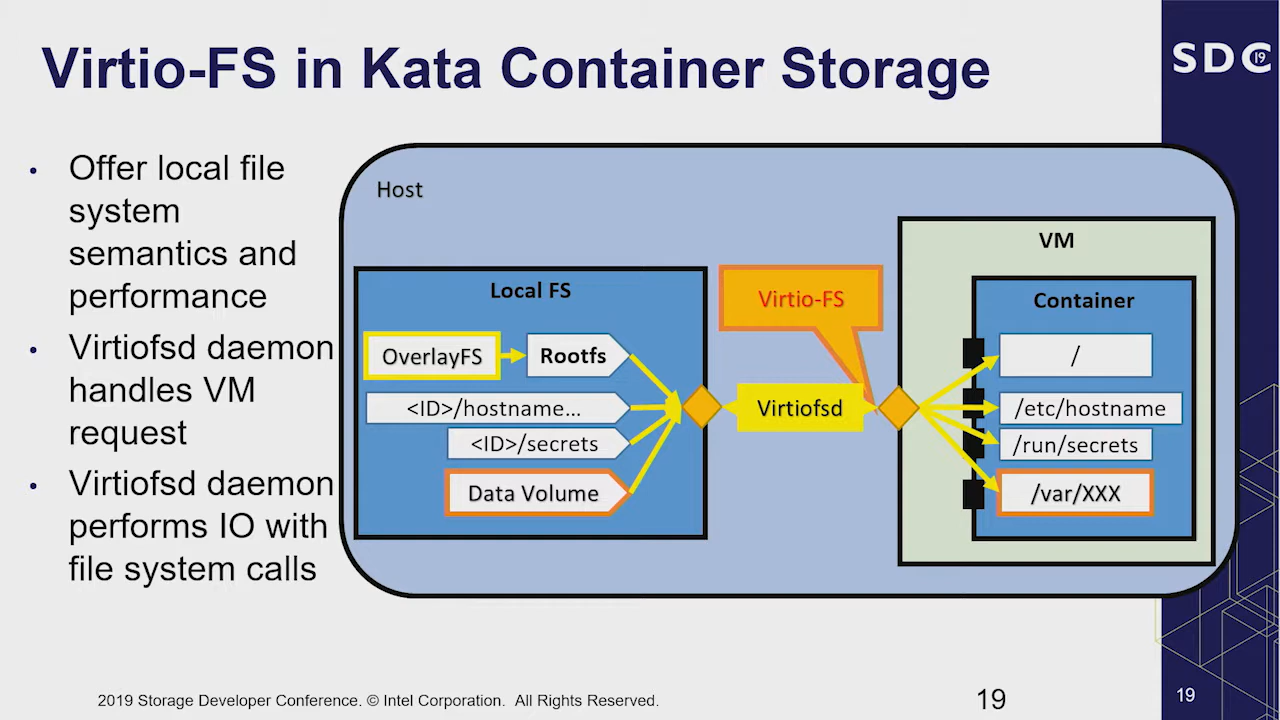 Virtio-FS in Kata Container Storage
SDC 19
• Offer local file
system
semantics and
performance
• Virtiofsd daemon
handles VM
request
• Virtiofsd daemon
performs IO with
file system calls
Host
Local FS
OverlayFS
Rootfs
<ID>/hostname...
<ID>/secrets
Data Volume
Virtio-FS
Virtiofsd
VM
Container
/
/etc/hostname
/run/secrets
/var/XXX
2019 Storage Developer Conference. © Intel Corporation. All Rights Reserved.
19
19